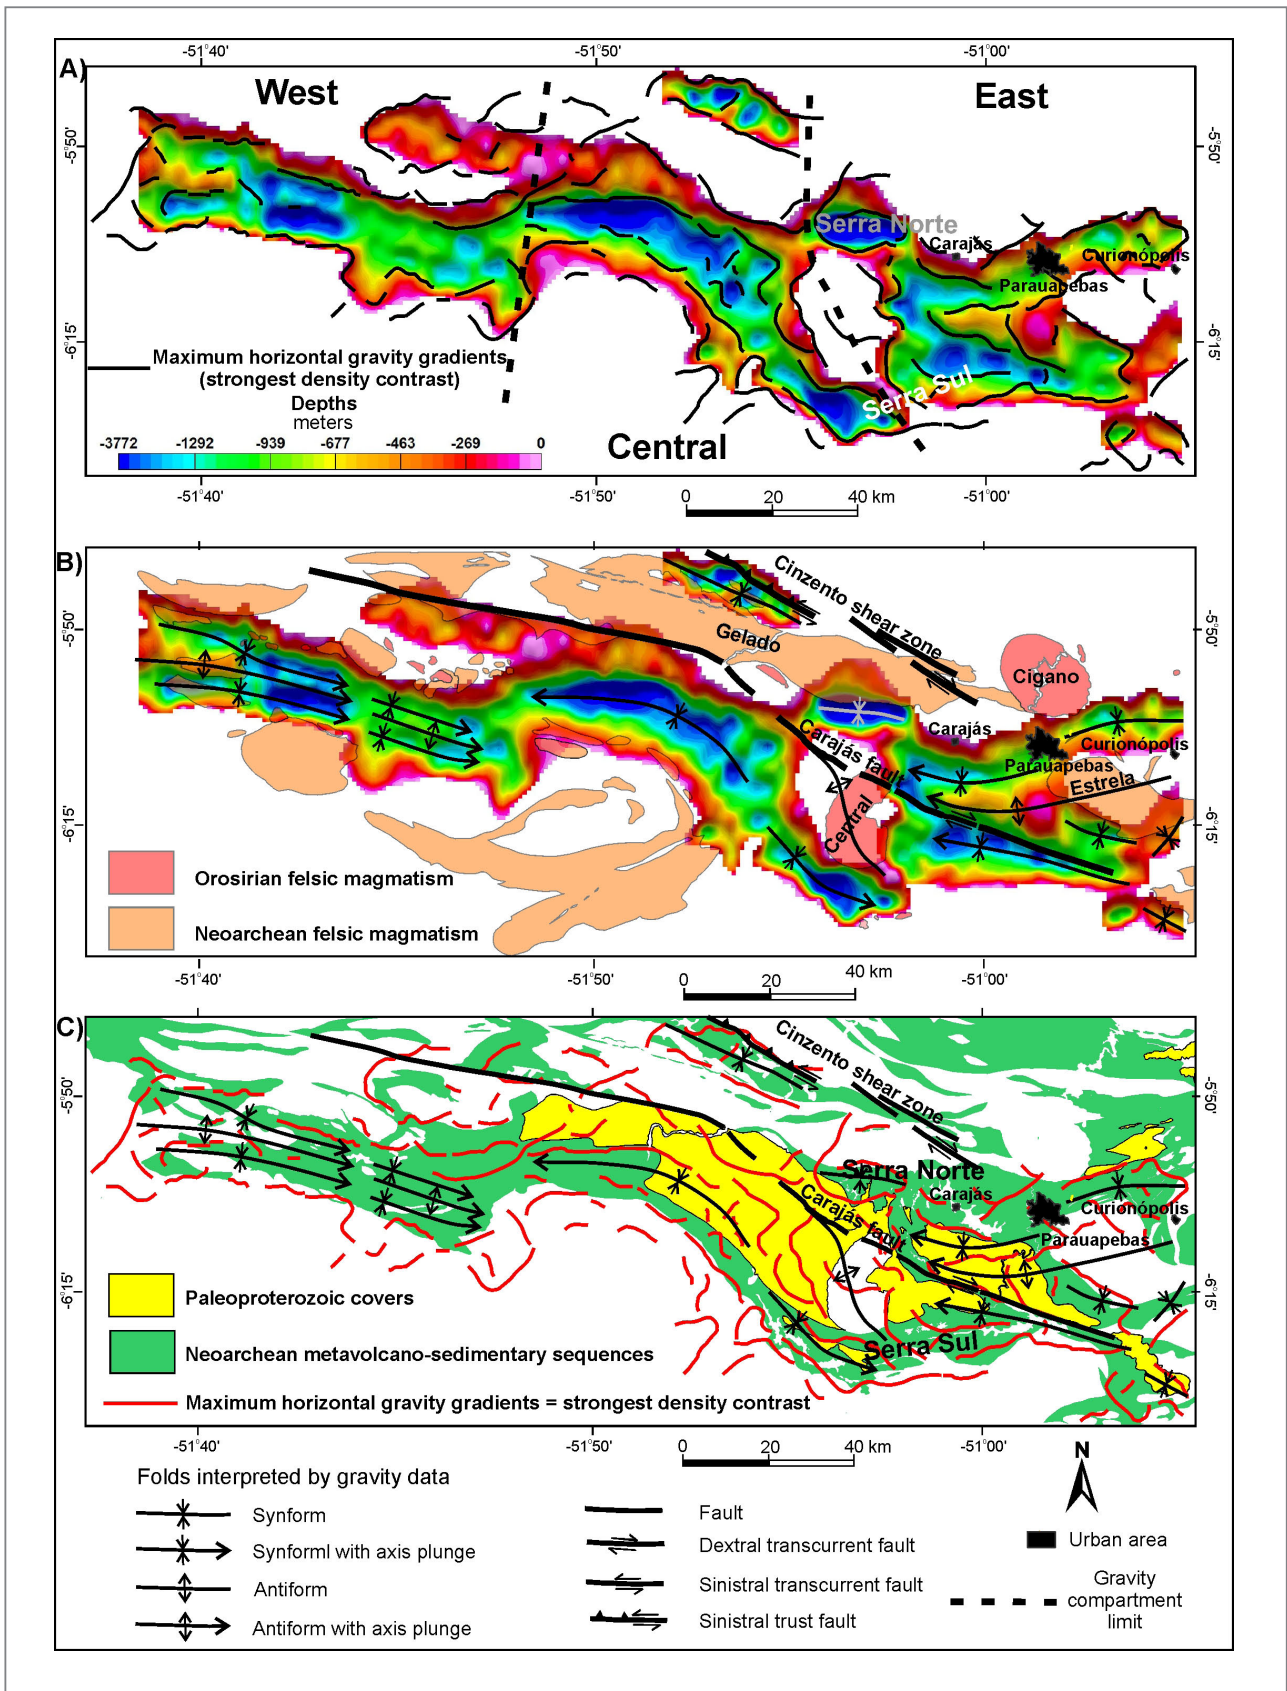 -51°40'
-51°50'
-51°00'
A)
West
East
-5°50'
-5°50'
Serra Norte
Carajás
Curionópolis
Parauapebas
-6°15'
-6°15'
Maximum horizontal gravity gradients
(strongest density contrast)
Depths
meters
Serra Sul
Central
-3772 -1292 -939 -677 -463 -269 0
-51°40'
-51°50'
-51°00'
0 20 40 km
B)
Cinzento shear zone
-5°50'
-5°50'
Gelado
Cigano
Carajás fault
Carajás
Curionópolis
Parauapebas
Estrela
Central
-6°15'
-6°15'
Orosirian felsic magmatism
Neoarchean felsic magmatism
-51°40'
-51°50'
-51°00'
0 20 40 km
C)
Cinzento shear zone
-5°50'
-5°50'
Serra Norte
Carajás
Carajás fault
Curionópolis
Parauapebas
-6°15'
-6°15'
Paleoproterozoic covers
Serra Sul
Neoarchean metavolcano-sedimentary sequences
Maximum horizontal gravity gradients = strongest density contrast
-51°40'
-51°50'
-51°00'
0 20 40 km
N
Folds interpreted by gravity data
Synform
Synforml with axis plunge
Antiform
Antiform with axis plunge
Fault
Dextral transcurrent fault
Sinistral transcurrent fault
Sinistral trust fault
Urban area
Gravity
compartment
limit